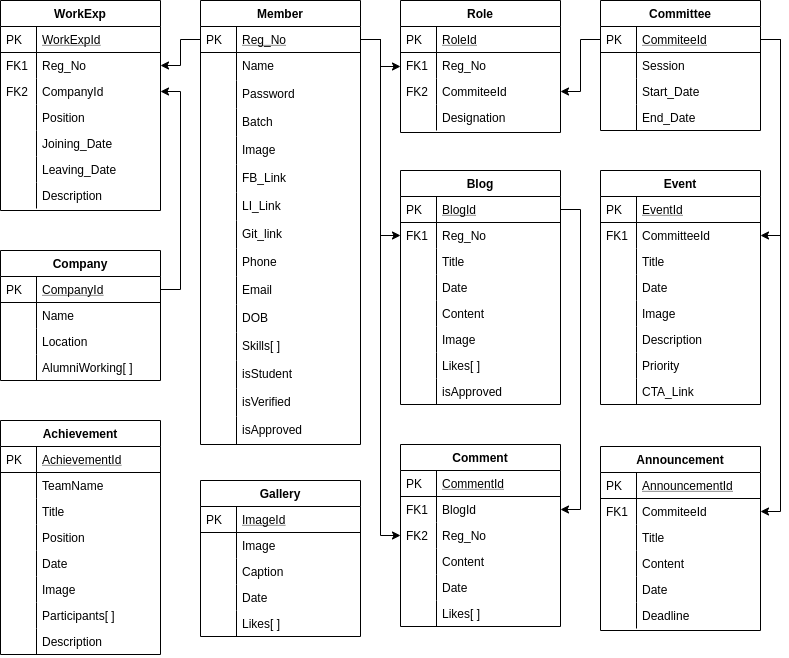 WorkExp
PK WorkExpId
FK1 Reg_No
FK2 CompanyId
Position
Joining_Date
Leaving_Date
Description
Member
PK Reg_No
Name
Password
Batch
Image
FB_Link
LI_Link
Git_link
Phone
Email
DOB
Skills[ ]
isStudent
isVerified
isApproved
Role
PK RoleId
FK1 Reg_No
FK2 CommiteeId
Designation
Committee
PK CommiteeId
Session
Start_Date
End_Date
Blog
PK BlogId
FK1 Reg_No
Title
Date
Content
Image
Likes[ ]
isApproved
Event
PK EventId
FK1 CommitteeId
Title
Date
Image
Description
Priority
CTA_Link
Company
PK CompanyId
Name
Location
AlumniWorking[ ]
Achievement
PK AchievementId
TeamName
Title
Position
Date
Image
Participants[ ]
Description
Gallery
PK ImageId
Image
Caption
Date
Likes[ ]
Comment
PK CommentId
FK1 BlogId
FK2 Reg_No
Content
Date
Likes[ ]
Announcement
PK AnnouncementId
FK1 CommiteeId
Title
Content
Date
Deadline